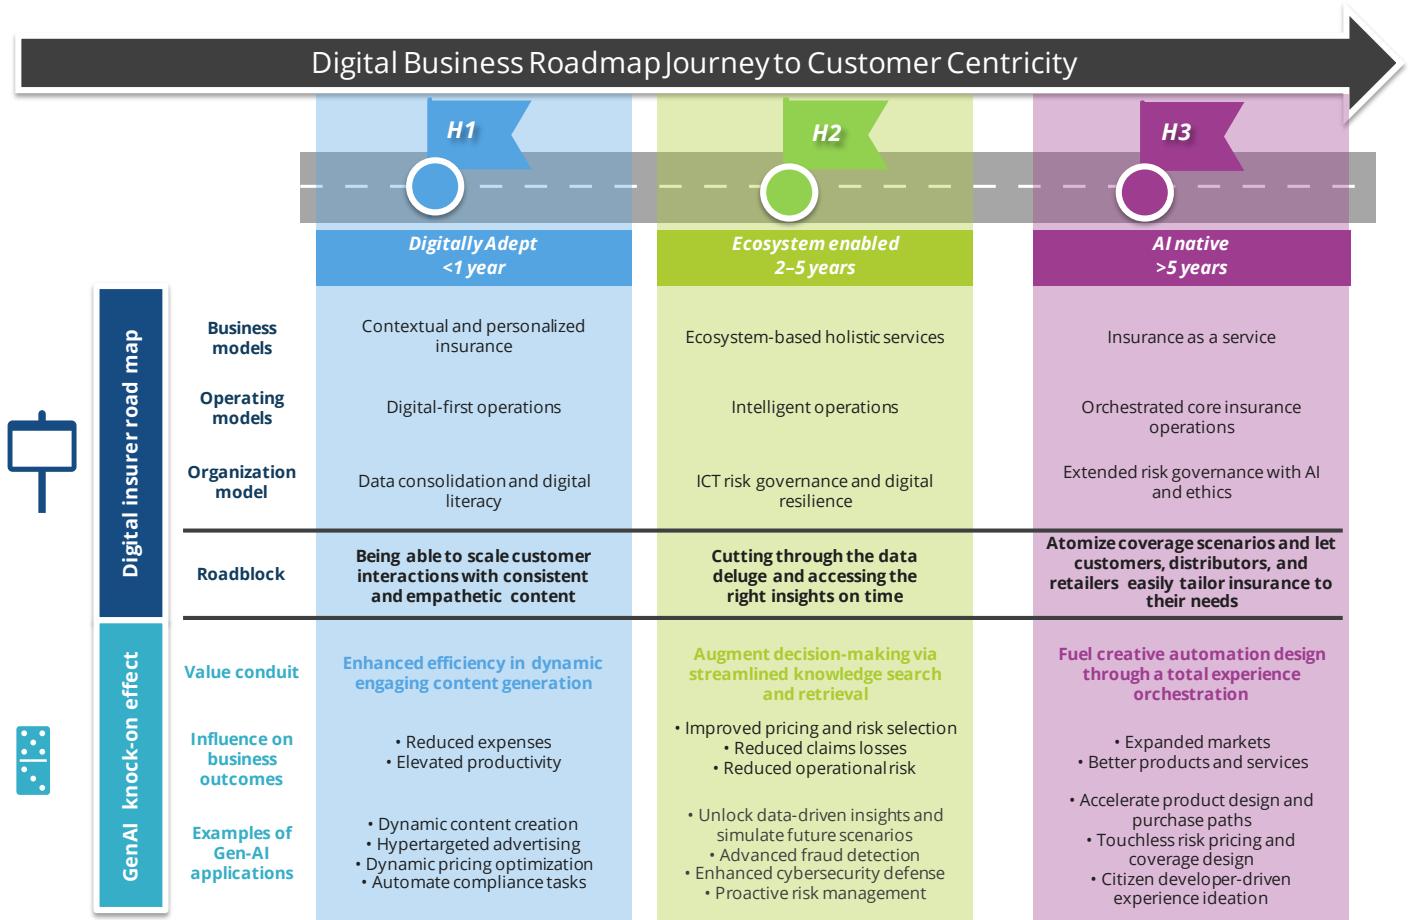 Digital Business Roadmap Journey to Customer Centricity
H1
H2
H3
Digitally Adept
<1 year
Ecosystem enabled
2–5 years
AI native
>5 years
Digital insurer road map
Business
models
Contextual and personalized
insurance
Ecosystem-based holistic services
Insurance as a service
Operating
models
Digital-first operations
Intelligent operations
Orchestrated core insurance
operations
Organization
model
Data consolidation and digital
literacy
ICT risk governance and digital
resilience
Extended risk governance with AI
and ethics
Roadblock
Being able to scale customer
interactions with consistent
and empathetic content
Cutting through the data
deluge and accessing the
right insights on time
Atomize coverage scenarios and let
customers, distributors, and
retailers easily tailor insurance to
their needs
GenAI knock-on effect
Value conduit
Enhanced efficiency in dynamic
engaging content generation
Augment decision-making via
streamlined knowledge search
and retrieval
Fuel creative automation design
through a total experience
orchestration
Influence on
business
outcomes
• Reduced expenses
• Elevated productivity
• Improved pricing and risk selection
• Reduced claims losses
• Reduced operational risk
• Expanded markets
• Better products and services
Examples of
Gen-AI
applications
• Dynamic content creation
• Hypertargeted advertising
• Dynamic pricing optimization
• Automate compliance tasks
• Unlock data-driven insights and
simulate future scenarios
• Advanced fraud detection
• Enhanced cybersecurity defense
• Proactive risk management
• Accelerate product design and
purchase paths
• Touchless risk pricing and
coverage design
• Citizen developer-driven
experience ideation